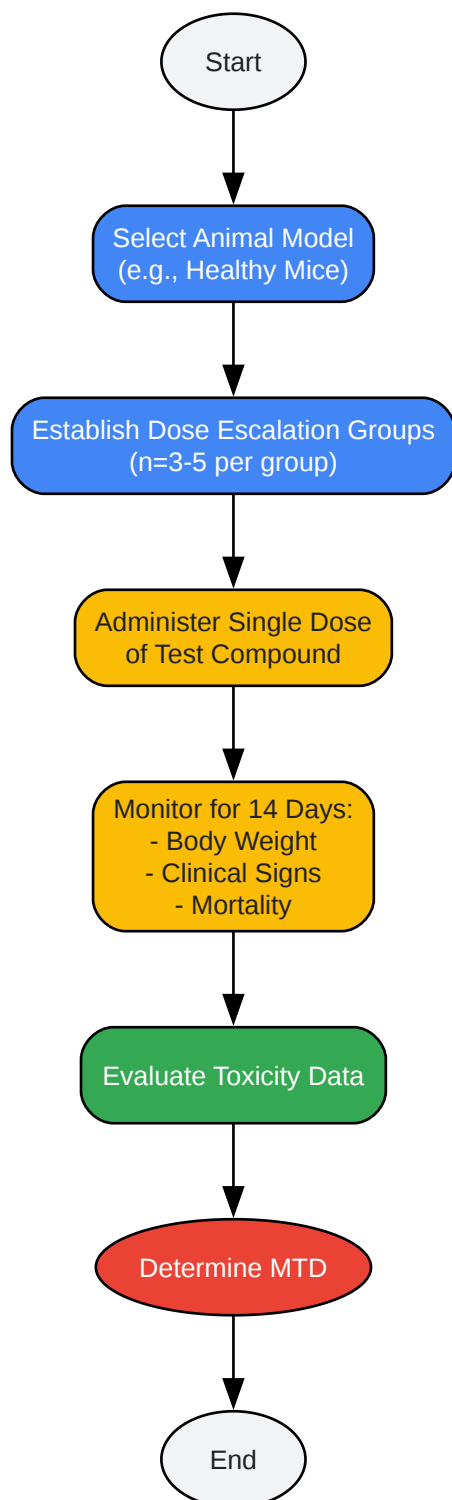 Start
Select Animal Model
(e.g., Healthy Mice)
Establish Dose Escalation Groups
(n=3-5 per group)
Administer Single Dose
of Test Compound
Monitor for 14 Days:
- Body Weight
- Clinical Signs
- Mortality
Evaluate Toxicity Data
Determine MTD
End